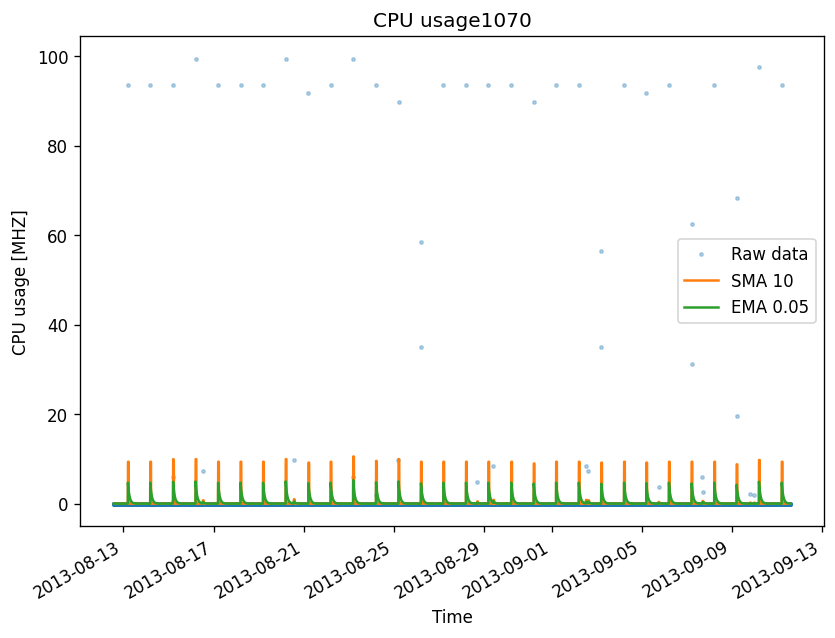 CPU usage1070
100
80
60
40
20
0
CPU usage [MHZ]
Raw data
SMA 10
EMA 0.05
2013-08-13
2013-08-17
2013-08-21
2013-08-25
2013-08-29
2013-09-01
2013-09-05
2013-09-09
2013-09-13
Time